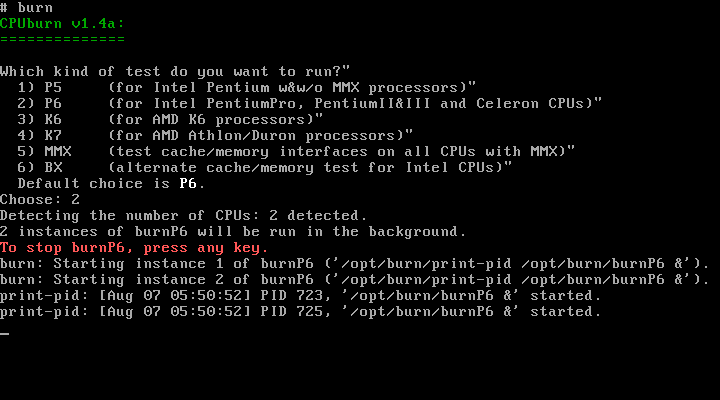 # burn
CPUburn v1.4a:
==============
Which kind of test do you want to run?"
1) P5 (for Intel Pentium w&w/o MMX processors)"
2) P6 (for Intel PentiumPro, PentiumII&III and Celeron CPUs)"
3) K6 (for AMD K6 processors)"
4) K7 (for AMD Athlon/Duron processors)"
5) MMX (test cache/memory interfaces on all CPUs with MMX)"
6) BX (alternate cache/memory test for Intel CPUs)"
Default choice is P6.
Choose: 2
Detecting the number of CPUs: 2 detected.
2 instances of burnP6 will be run in the background.
To stop burnP6, press any key.
burn: Starting instance 1 of burnP6 ('/opt/burn/print-pid /opt/burn/burnP6 &').
burn: Starting instance 2 of burnP6 ('/opt/burn/print-pid /opt/burn/burnP6 &').
print-pid: [Aug 07 05:50:52] PID 723, '/opt/burn/burnP6 &' started.
print-pid: [Aug 07 05:50:52] PID 725, '/opt/burn/burnP6 &' started.
_